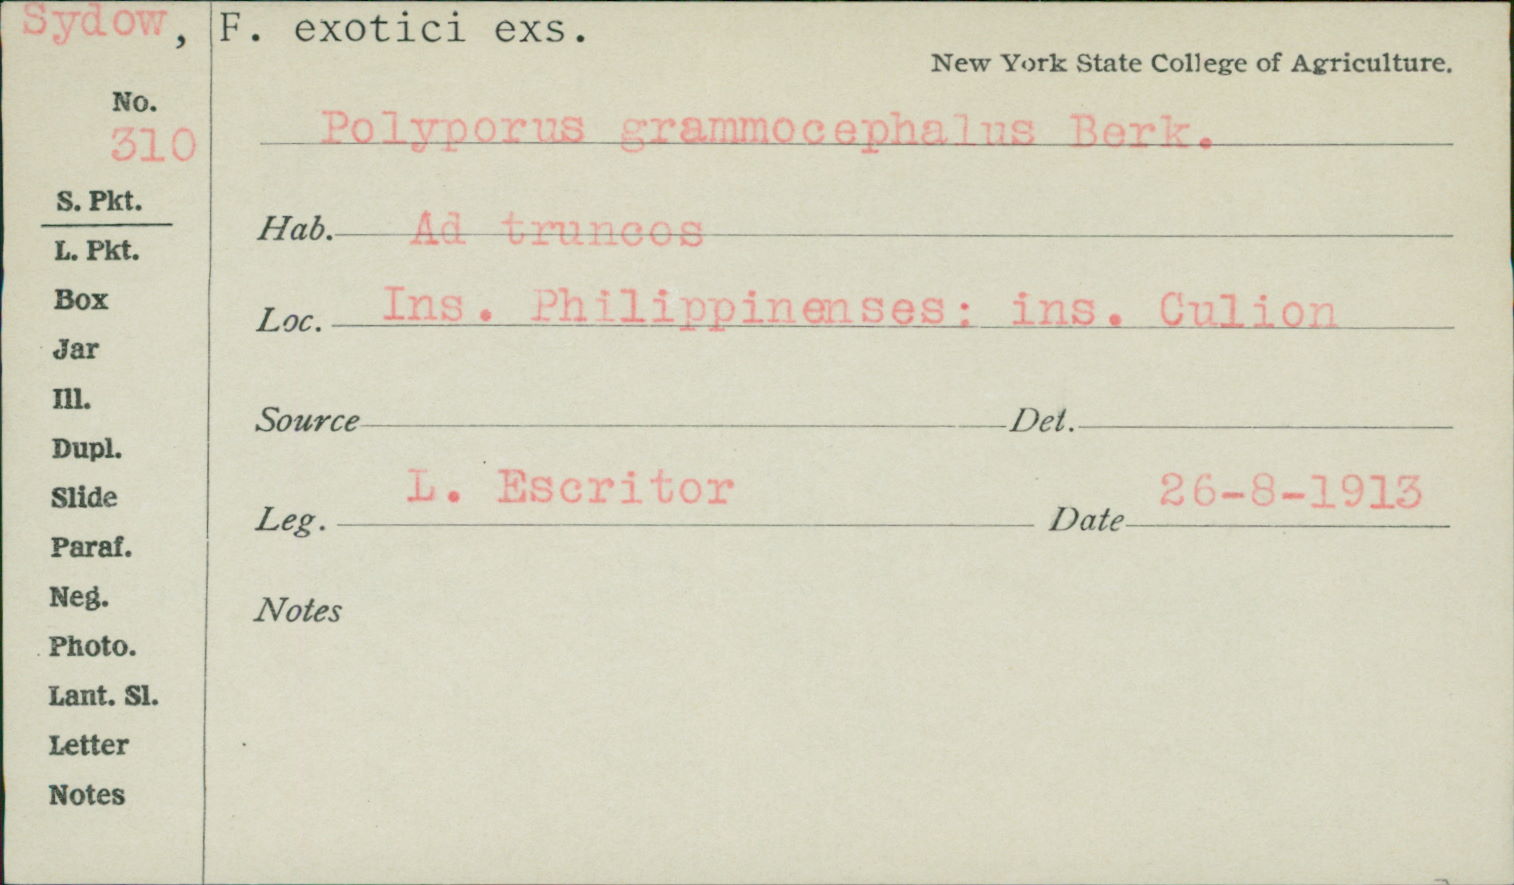 Sydow, F. exotici exs.
New York State College of Agriculture.
No.
310
Polyporus grammocephalus Berk.
S. Pkt.
Hab. Ad truncos
L. Pkt.
Box
Loc. Ins. Philippinenses: ins. Culion
Jar
Ill.
Source Det.
Dupl.
Slide
Leg. L. Escritor Date 26-8-1913
Paraf.
Neg.
Notes
Photo.
Lant. Sl.
Letter
Notes